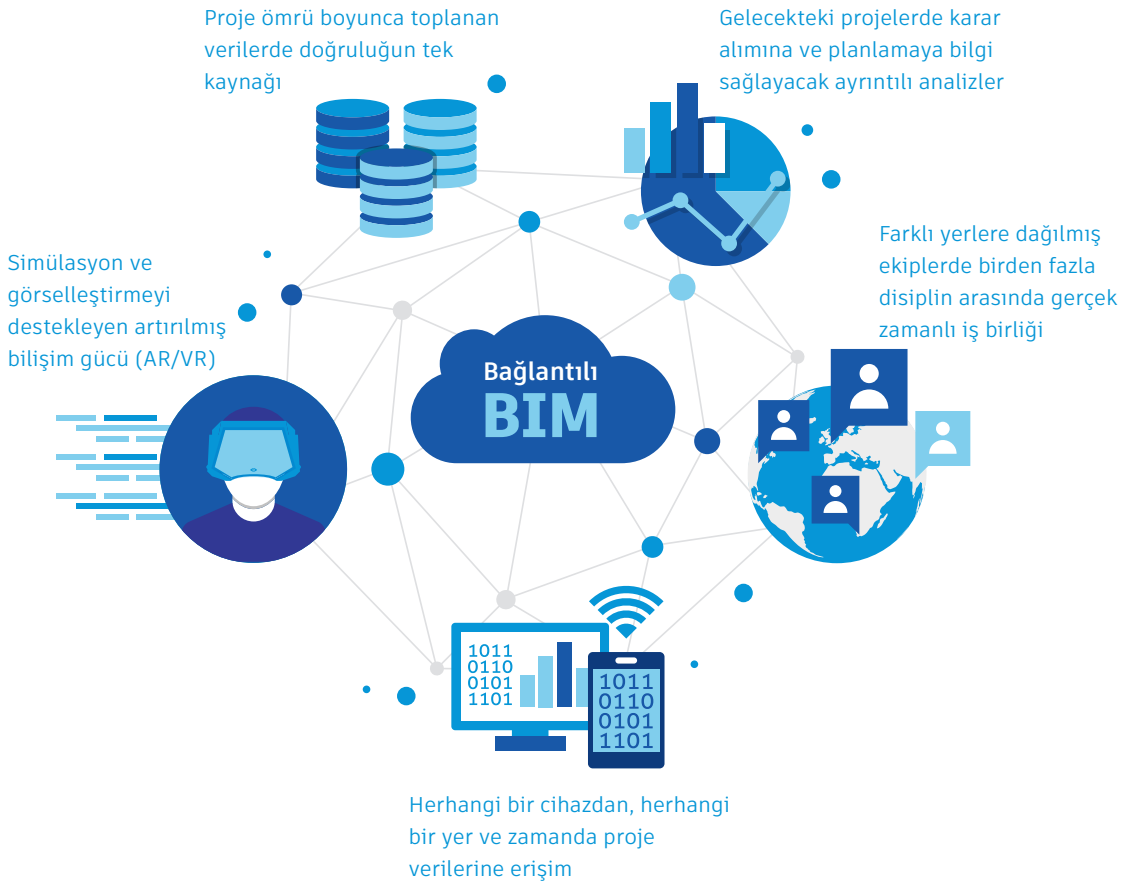 Proje ömrü boyunca toplanan
verilerde doğruluğun tek
kaynağı
Gelecekteki projelerde karar
alımına ve planlamaya bilgi
sağlayacak ayrıntılı analizler
Farklı yerlere dağılmış
ekiplerde birden fazla
disiplin arasında gerçek
zamanlı iş birliği
Simülasyon ve
görselleştirmeyi
destekleyen artırılmış
bilişim gücü (AR/VR)
Bağlantılı
BIM
1011
0110
0101
1101
1011
0110
0101
1101
Herhangi bir cihazdan, herhangi
bir yer ve zamanda proje
verilerine erişim